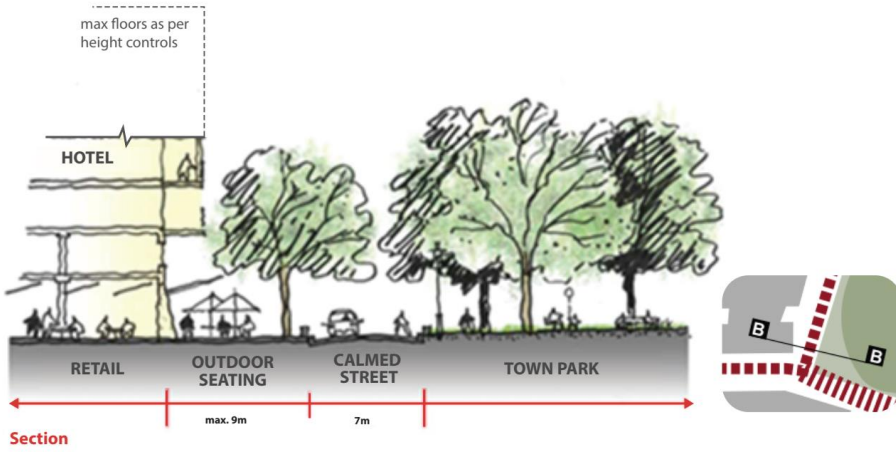 max floors as per
height controls
HOTEL
RETAIL
OUTDOOR
SEATING
CALMED
STREET
TOWN PARK
max. 9m
7m
Section
B
B